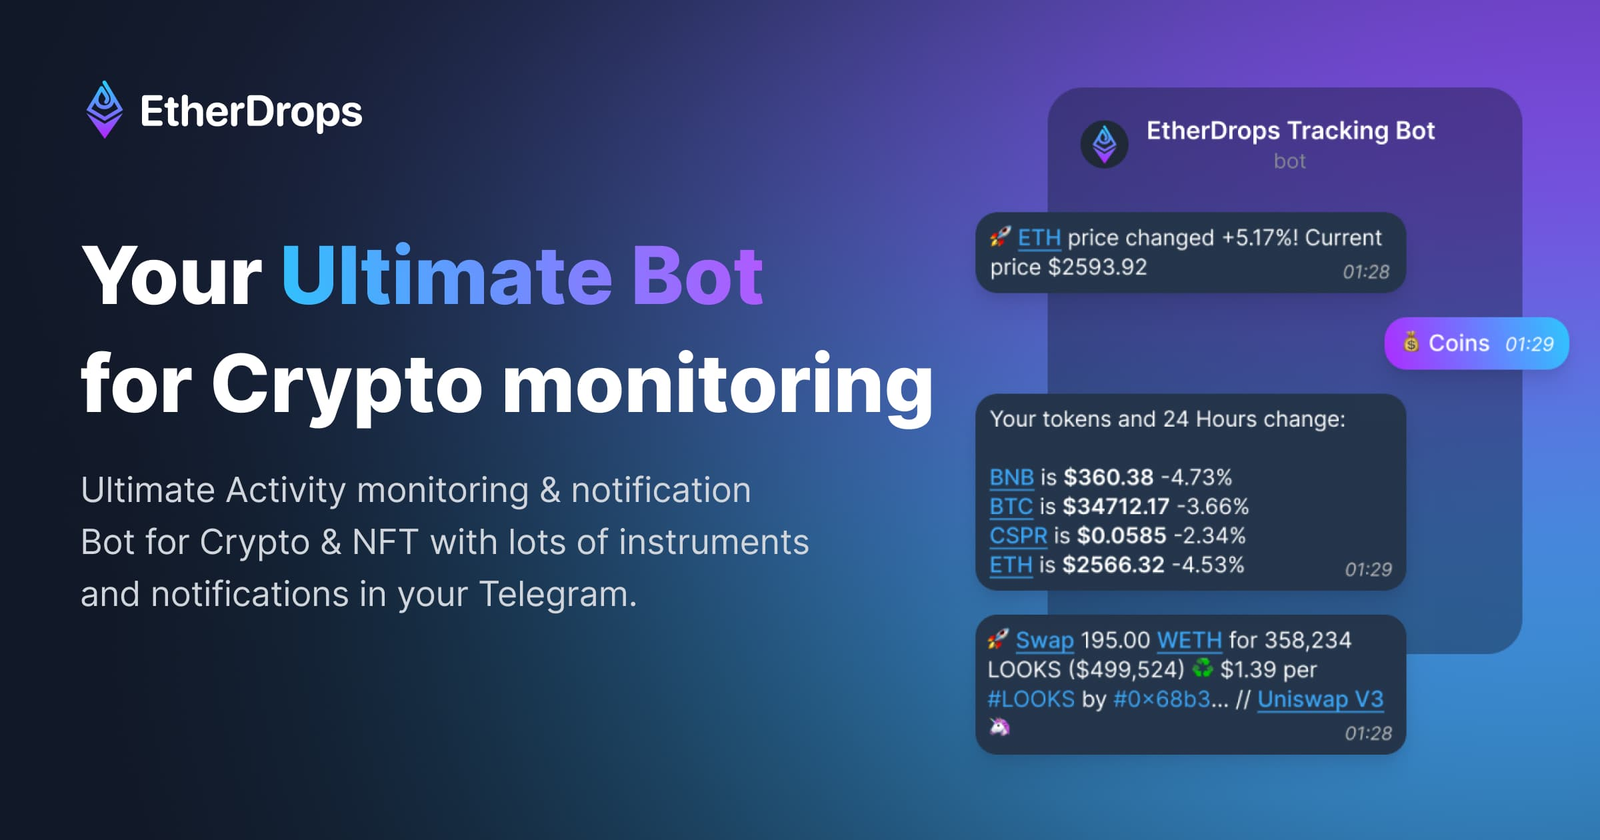 EtherDrops
Your Ultimate Bot
for Crypto monitoring
Ultimate Activity monitoring & notification
Bot for Crypto & NFT with lots of instruments
and notifications in your Telegram.
EtherDrops Tracking Bot
bot
🚀 ETH price changed +5.17%! Current
price $2593.92
01:28
💰 Coins 01:29
Your tokens and 24 Hours change:
BNB is $360.38 -4.73%
BTC is $34712.17 -3.66%
CSPR is $0.0585 -2.34%
ETH is $2566.32 -4.53%
01:29
🚀 Swap 195.00 WETH for 358,234
LOOKS ($499,524) ♻️ $1.39 per
#LOOKS by #0×68b3... // Uniswap V3
🦄
01:28